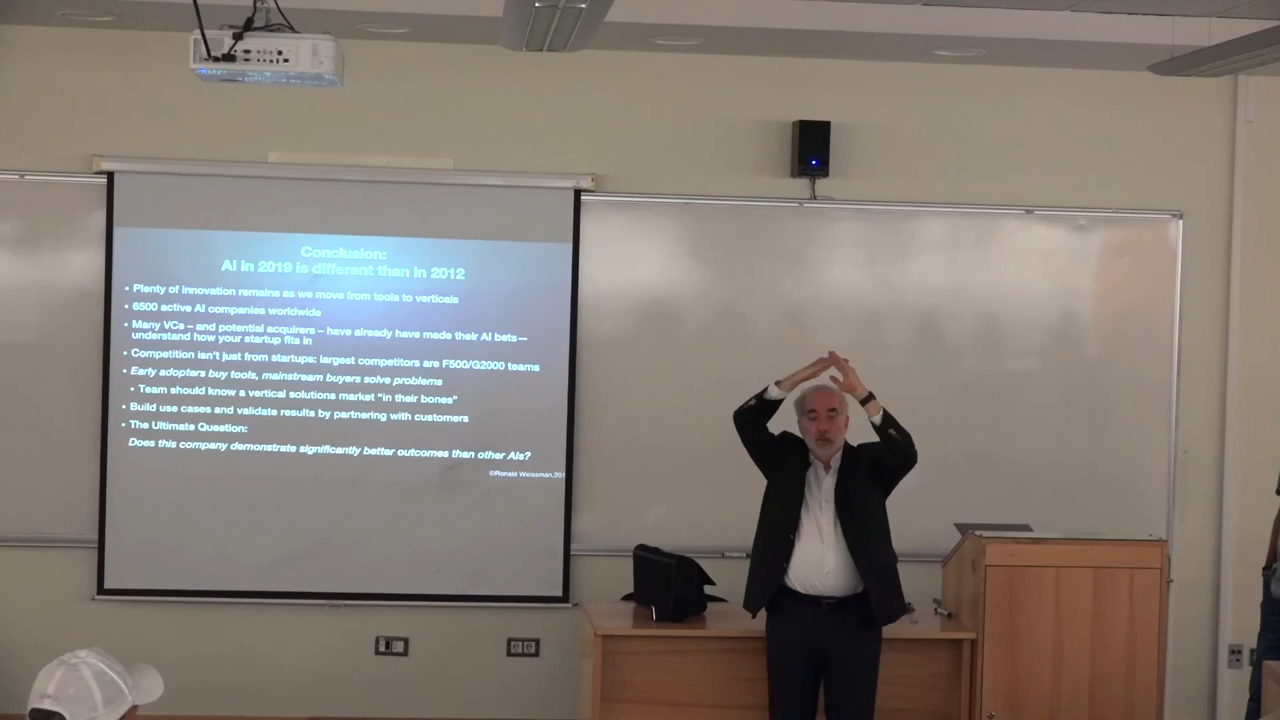 Conclusion:
AI in 2019 is different than in 2012
• Plenty of innovation remains as we move from tools to verticals
• 6500 active AI companies worldwide
• Many VCs – and potential acquirers – have already have made their AI bets—
understand how your startup fits in
• Competition isn't just from startups: largest competitors are F500/G2000 teams
• Early adopters buy tools, mainstream buyers solve problems
• Team should know a vertical solutions market "in their bones"
• Build use cases and validate results by partnering with customers
• The Ultimate Question:
Does this company demonstrate significantly better outcomes than other AIs?
©Ronald Weissman,201